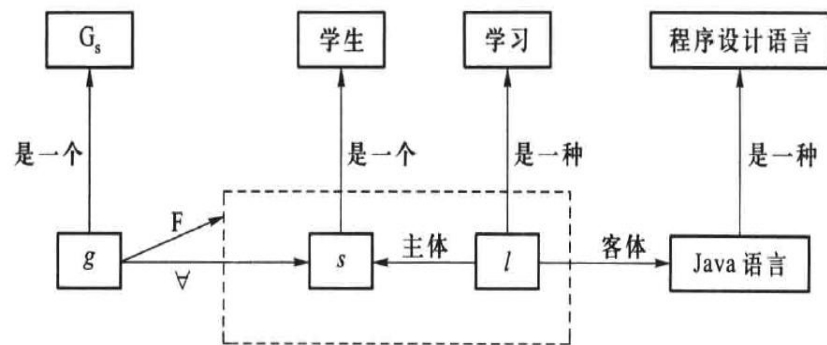 Gs 学生 学习 程序设计语言
是一个 是一个 是一种 是一种
F
g s 主体 l 客体 Java 语言
∀